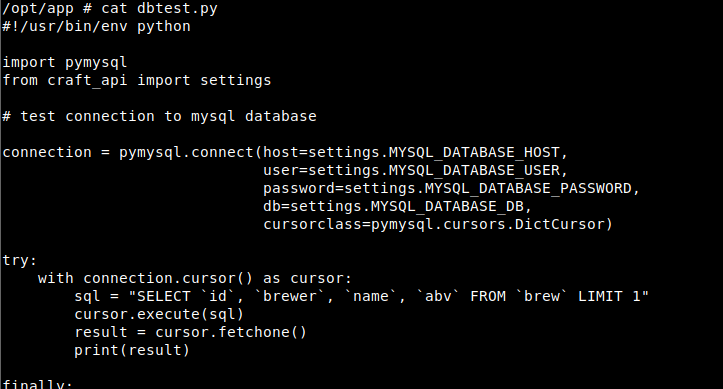 /opt/app # cat dbtest.py
#!/usr/bin/env python

import pymysql
from craft_api import settings

# test connection to mysql database

connection = pymysql.connect(host=settings.MYSQL_DATABASE_HOST,
                             user=settings.MYSQL_DATABASE_USER,
                             password=settings.MYSQL_DATABASE_PASSWORD,
                             db=settings.MYSQL_DATABASE_DB,
                             cursorclass=pymysql.cursors.DictCursor)

try:
    with connection.cursor() as cursor:
        sql = "SELECT `id`, `brewer`, `name`, `abv` FROM `brew` LIMIT 1"
        cursor.execute(sql)
        result = cursor.fetchone()
        print(result)

finally: